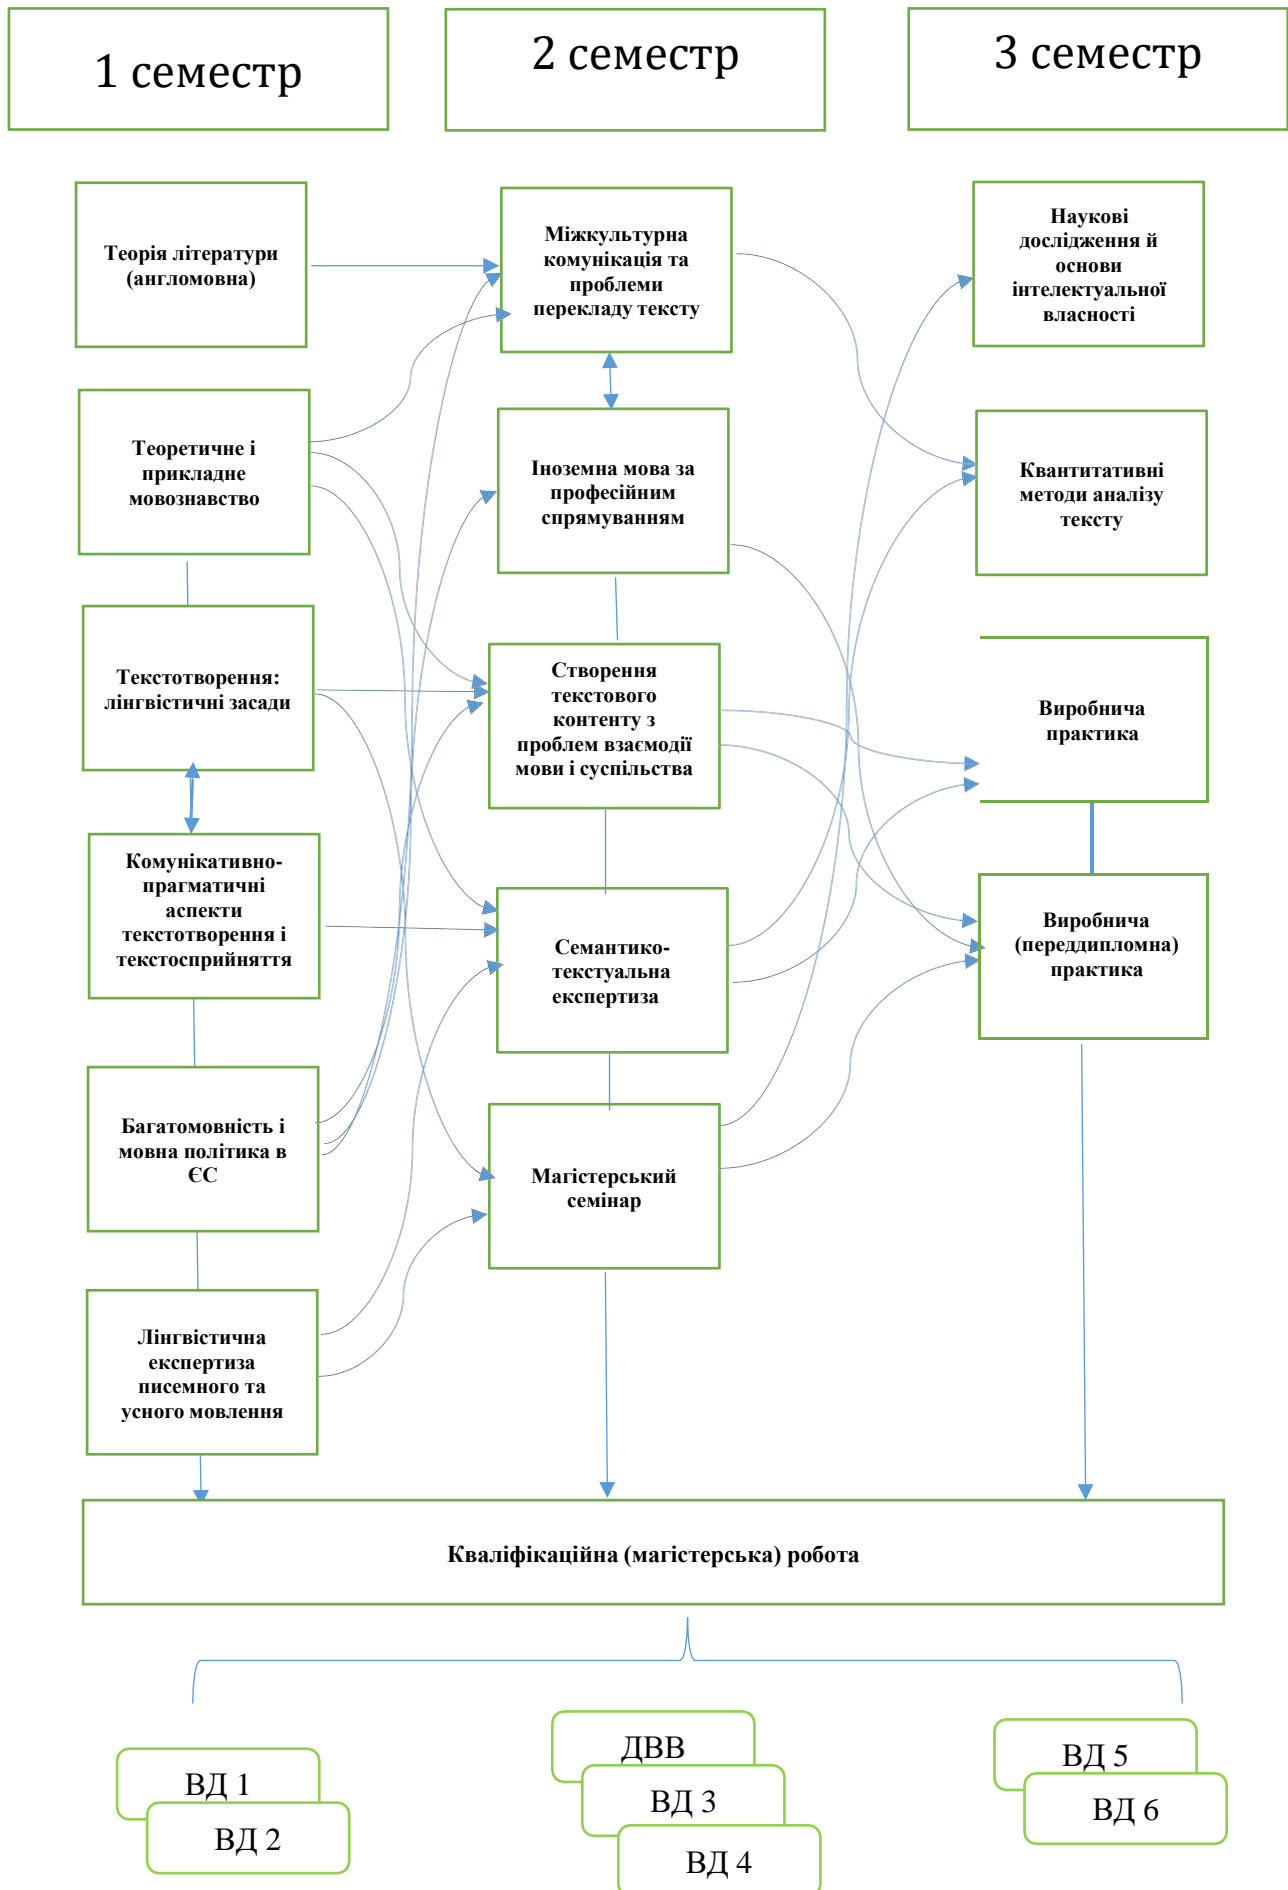 1 семестр
2 семестр
3 семестр
Теорія літератури
(англомовна)
Міжкультурна
комунікація та
проблеми
перекладу тексту
Наукові
дослідження й
основи
інтелектуальної
власності
Теоретичне і
прикладне
мовознавство
Іноземна мова за
професійним
спрямуванням
Квантитативні
методи аналізу
тексту
Текстотворення:
лінгвістичні засади
Створення
текстового
контенту з
проблем взаємодії
мови і суспільства
Виробнича
практика
Комунікативно-
прагматичні
аспекти
текстотворення і
текстосприйняття
Семантико-
текстуальна
експертиза
Виробнича
(переддипломна)
практика
Багатомовність і
мовна політика в
ЄС
Магістерський
семінар
Лінгвістична
експертиза
писемного та
усного мовлення
Кваліфікаційна (магістерська) робота
ВД 1
ВД 2
ДВВ
ВД 3
ВД 4
ВД 5
ВД 6